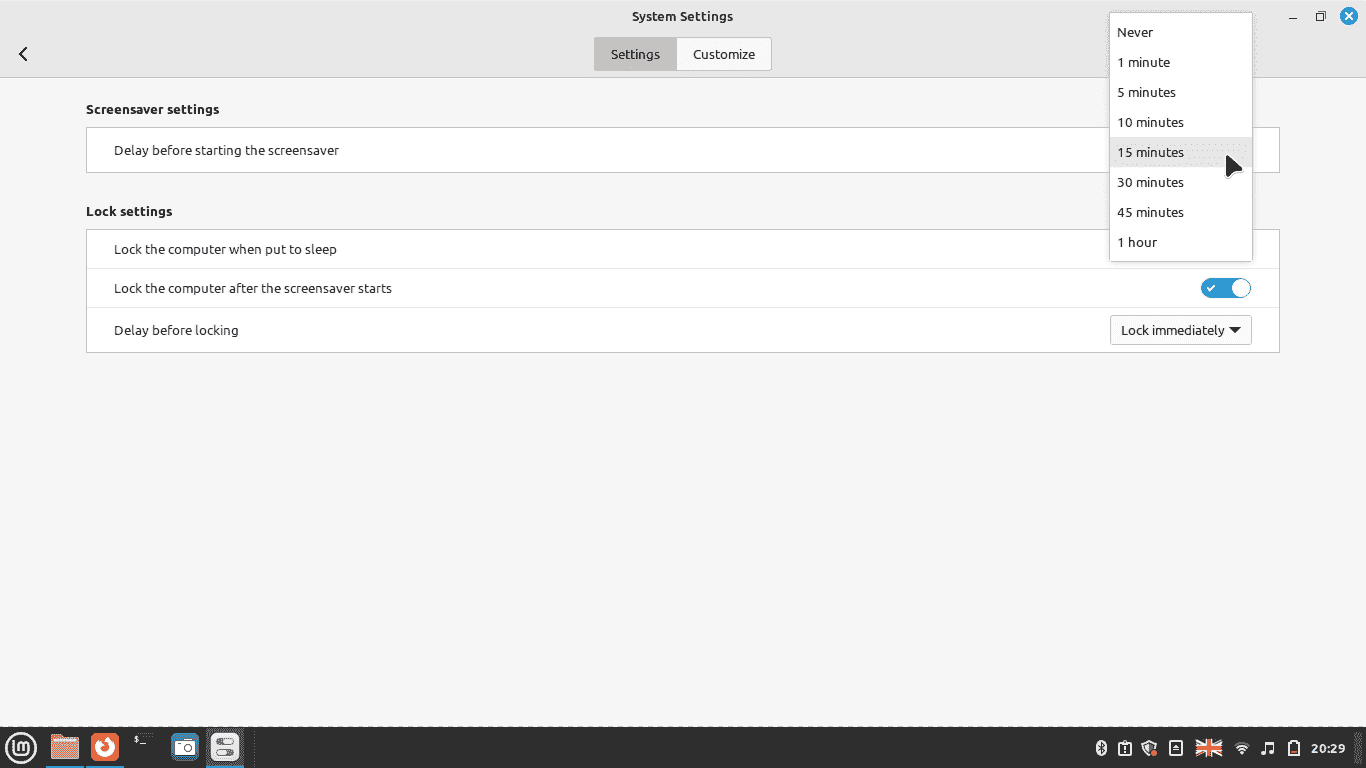 System Settings
Settings
Customize
Never
1 minute
5 minutes
10 minutes
15 minutes
30 minutes
45 minutes
1 hour
Screensaver settings
Delay before starting the screensaver
Lock settings
Lock the computer when put to sleep
Lock the computer after the screensaver starts
Delay before locking
Lock immediately
20:29